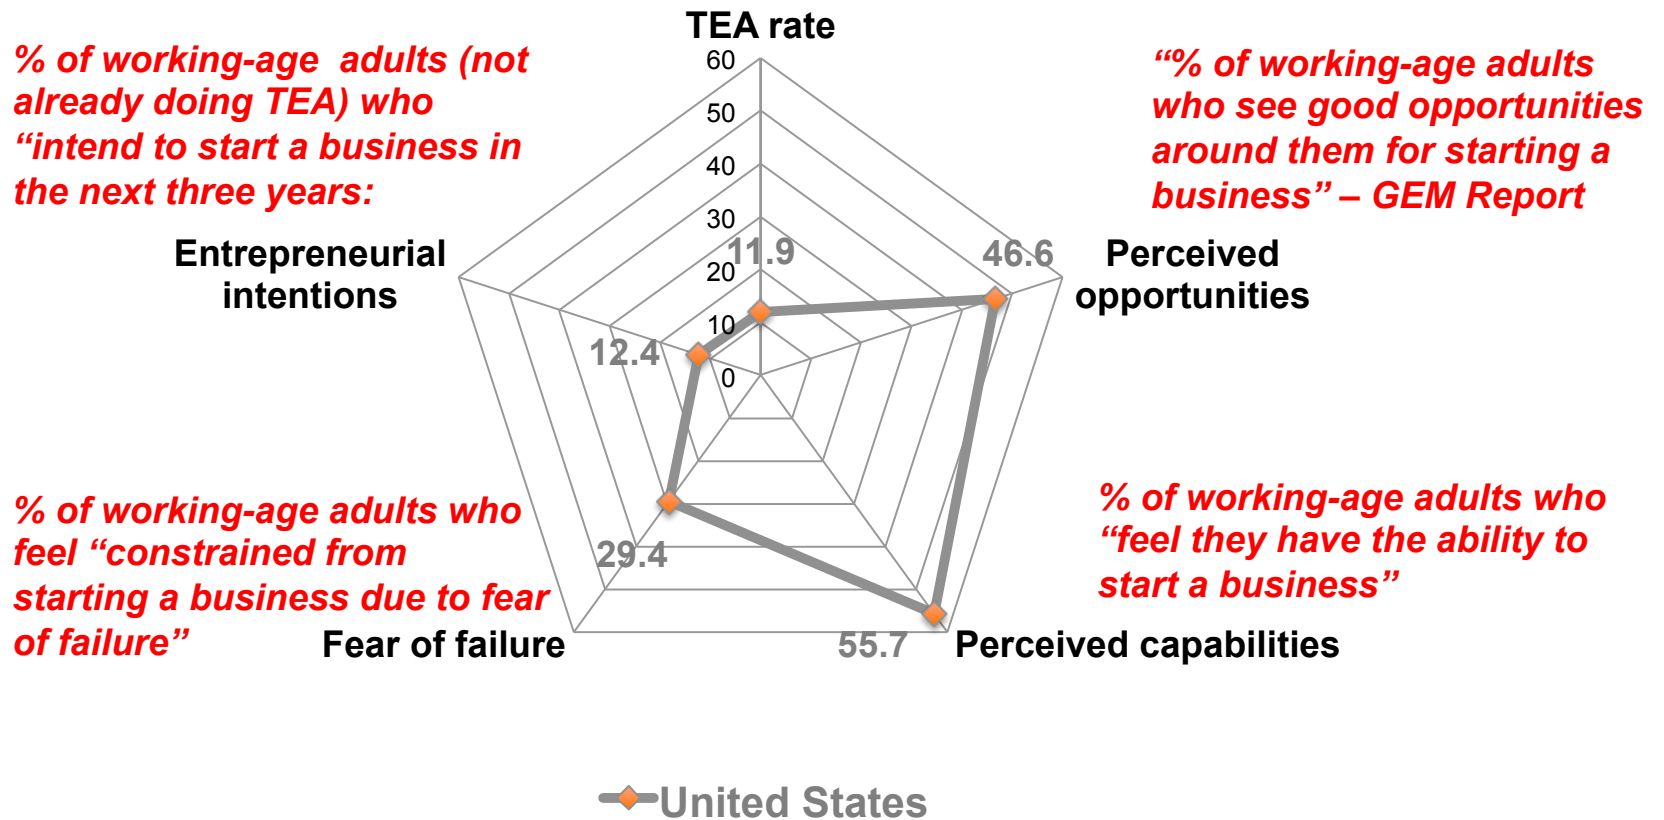 TEA rate
% of working-age  adults (not
already doing TEA) who
“intend to start a business in
the next three years:
“% of working-age adults
who see good opportunities
around them for starting a
business” – GEM Report
60
50
40
30
20
10
0
11.9
46.6
12.4
29.4
55.7
Entrepreneurial
intentions
Perceived
opportunities
% of working-age adults who
feel “constrained from
starting a business due to fear
of failure”
% of working-age adults who
“feel they have the ability to
start a business”
Fear of failure
Perceived capabilities
United States